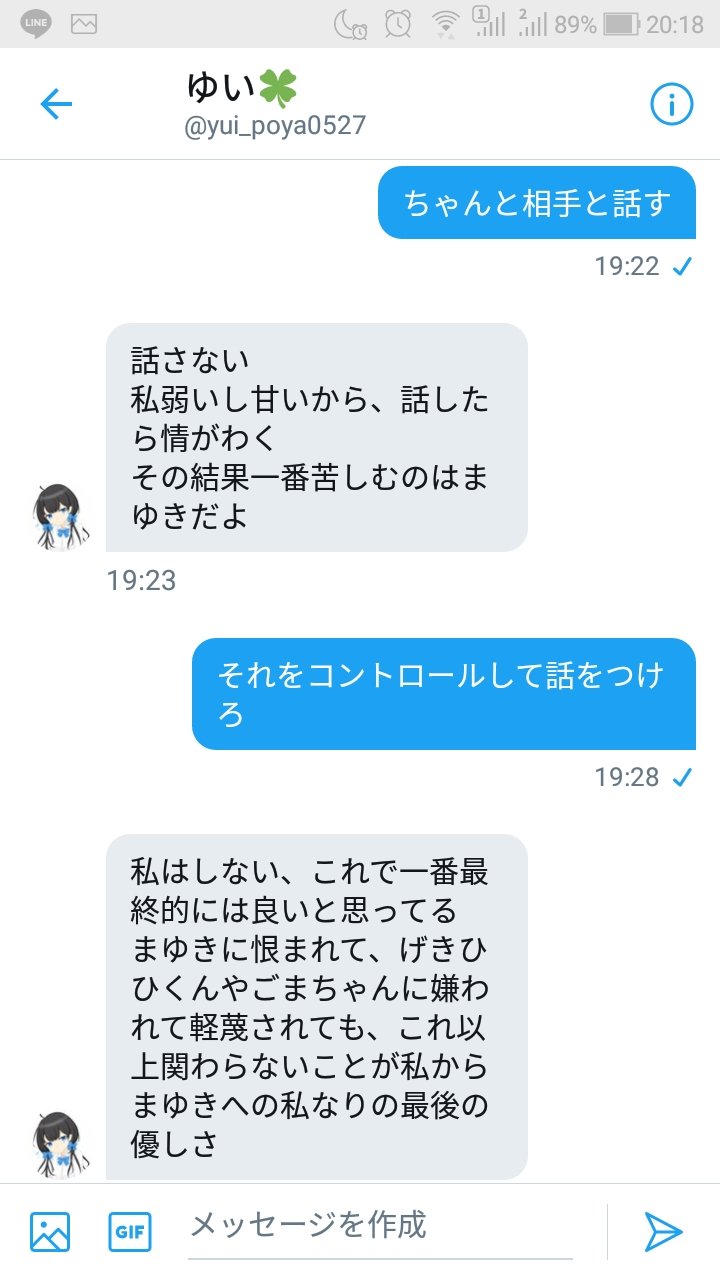 LINE
1
2
89%
20:18
ゆい🍀
@yui_poya0527
ちゃんと相手と話す
19:22
話さない
私弱いし甘いから、話した
ら情がわく
その結果一番苦しむのはま
ゆきだよ
19:23
それをコントロールして話をつけ
ろ
19:28
私はしない、これで一番最
終的には良いと思ってる
まゆきに恨まれて、げきひ
ひくんやごまちゃんに嫌わ
れて軽蔑されても、これ以
上関わらないことが私から
まゆきへの私なりの最後の
優しさ
GIF
メッセージを作成